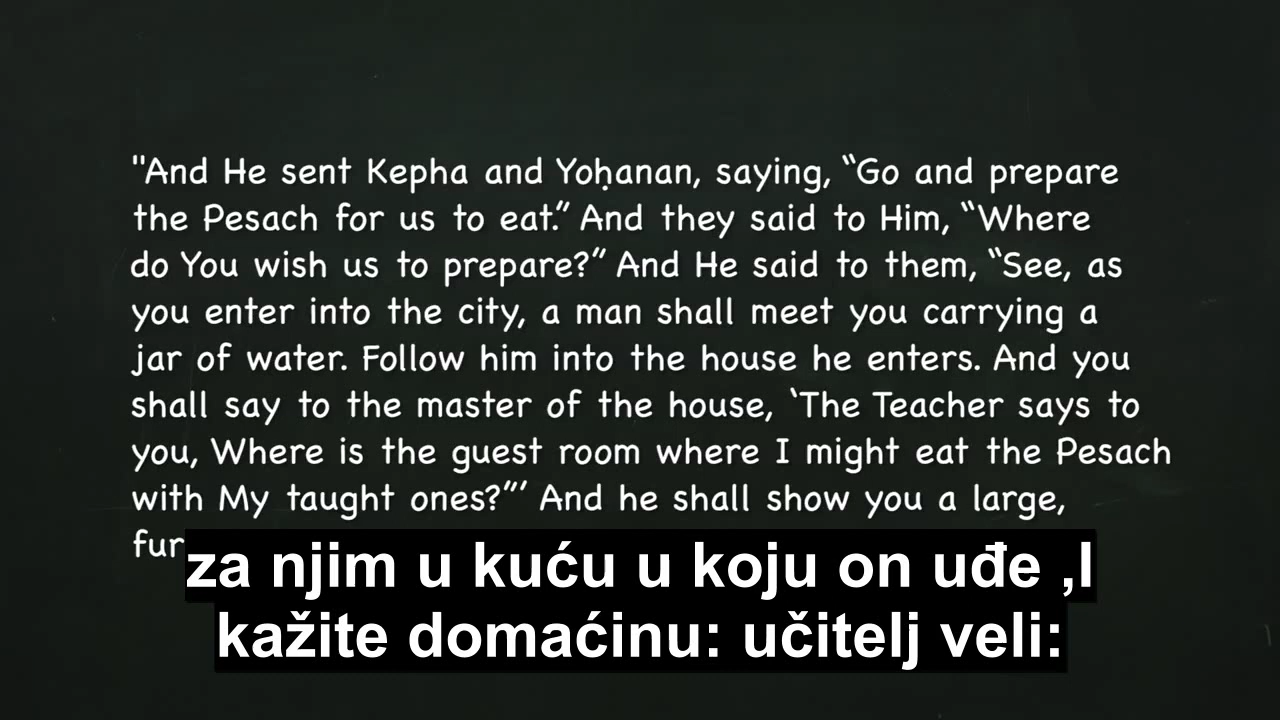 "And He sent Kepha and Yoḥanan, saying, “Go and prepare
the Pesach for us to eat.” And they said to Him, “Where
do You wish us to prepare?” And He said to them, “See, as
you enter into the city, a man shall meet you carrying a
jar of water. Follow him into the house he enters. And you
shall say to the master of the house, ‘The Teacher says to
you, Where is the guest room where I might eat the Pesach
with My taught ones?”’ And he shall show you a large,
za njim u kuću u koju on uđe ,I
kažite domaćinu: učitelj veli: